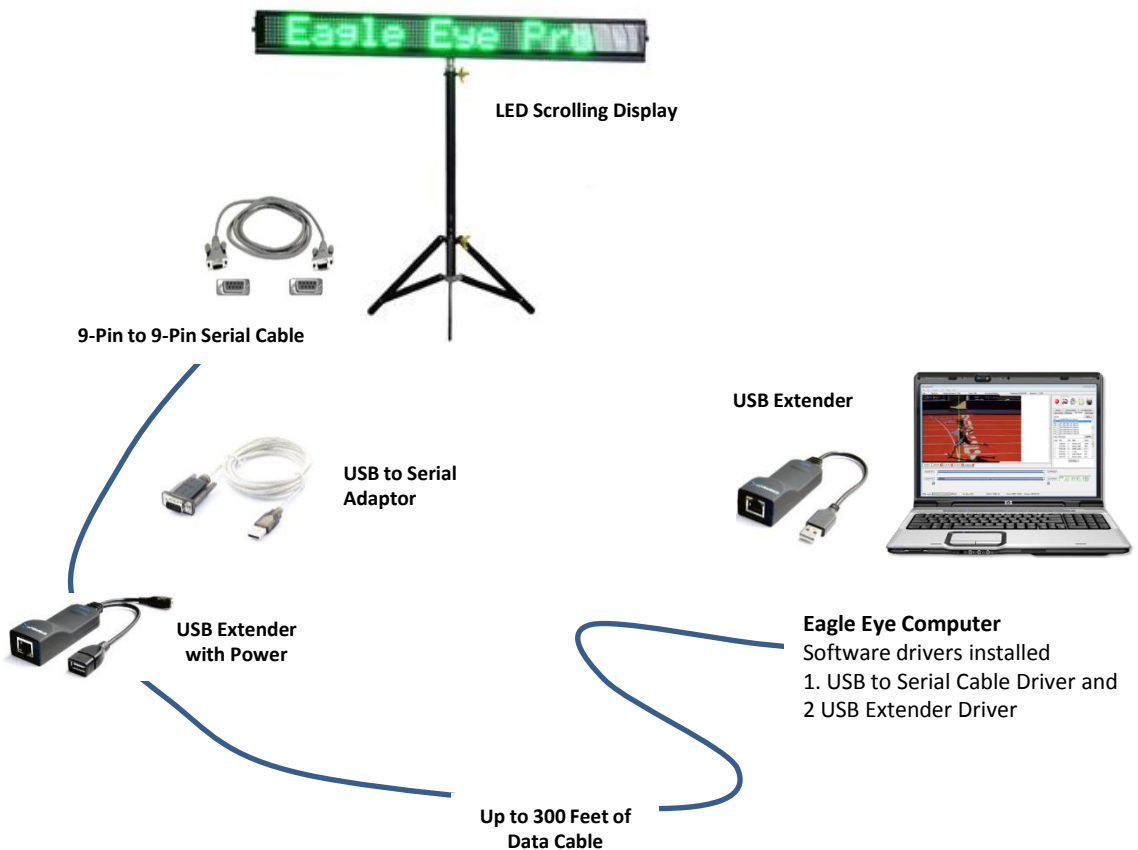 Eagle Eye Pro
LED Scrolling Display
9-Pin to 9-Pin Serial Cable
USB Extender
USB to Serial
Adaptor
USB Extender
with Power
Eagle Eye Computer
Software drivers installed
1. USB to Serial Cable Driver and
2 USB Extender Driver
Up to 300 Feet of
Data Cable